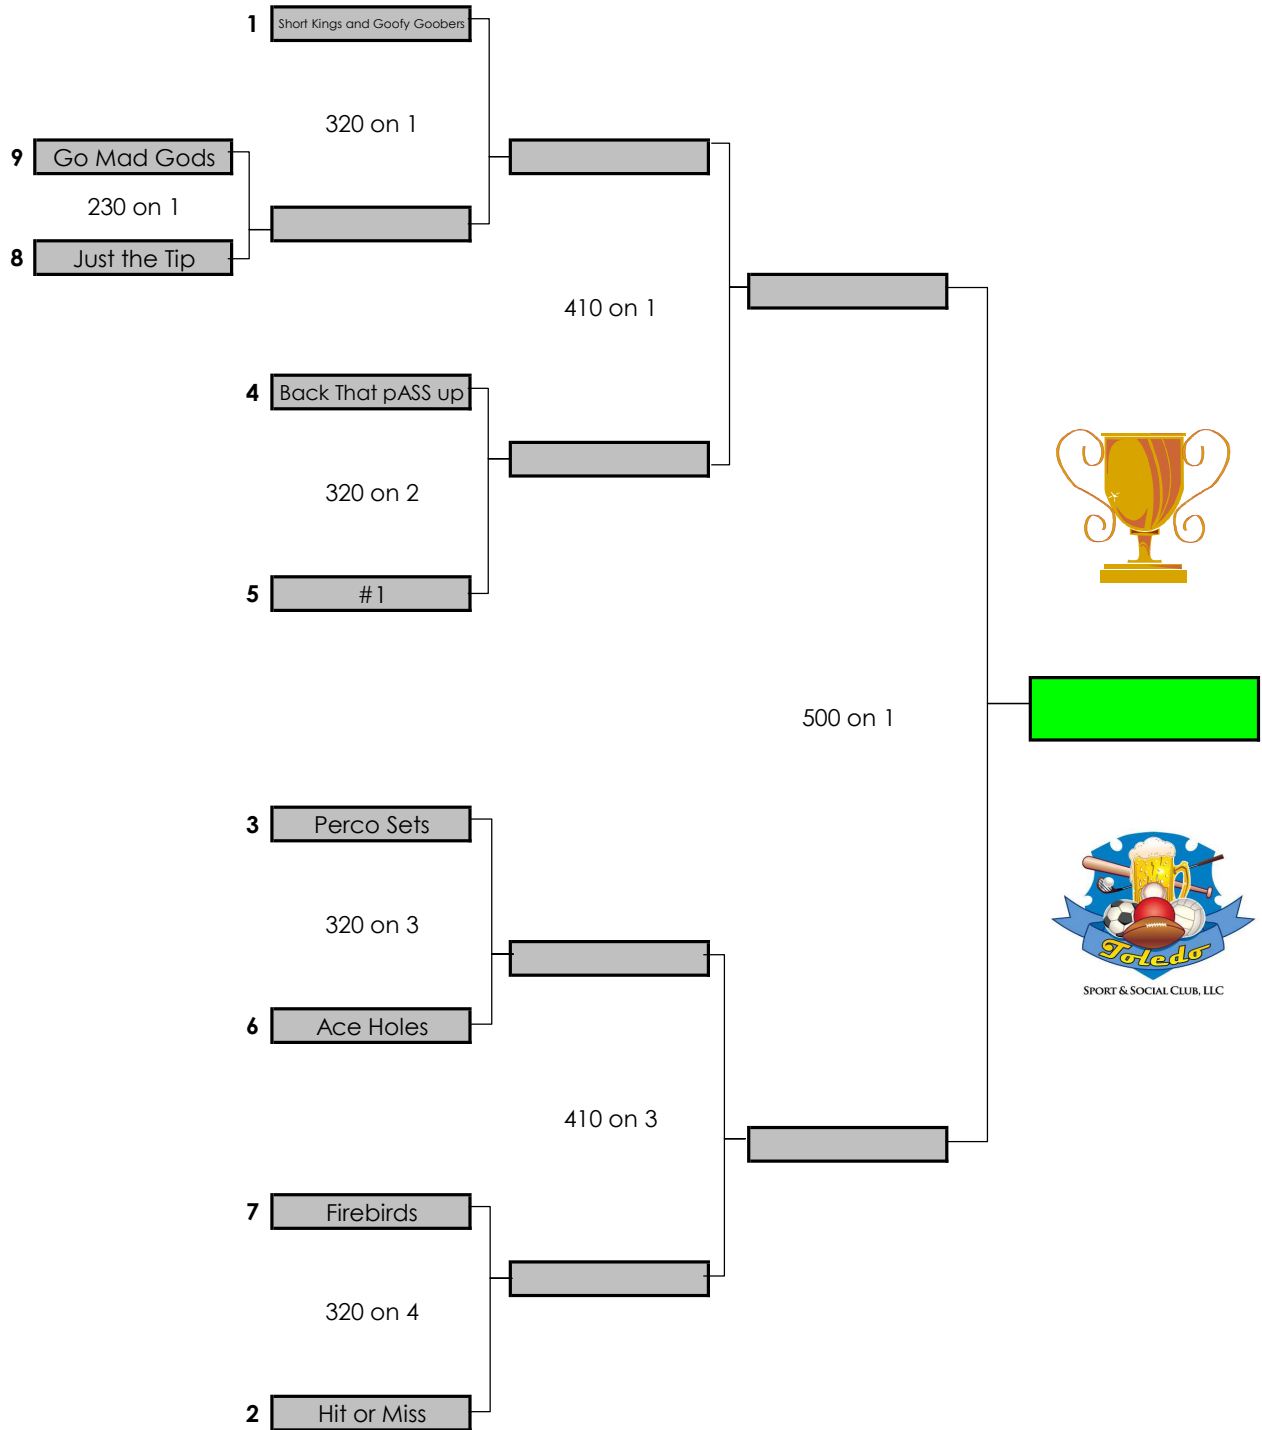 1 Short Kings and Goofy Goobers
320 on 1
9 Go Mad Gods
230 on 1
8 Just the Tip
410 on 1
4 Back That pASS up
320 on 2
5 #1
500 on 1
3 Perco Sets
320 on 3
6 Ace Holes
Toledo
SPORT & SOCIAL CLUB, LLC
410 on 3
7 Firebirds
320 on 4
2 Hit or Miss